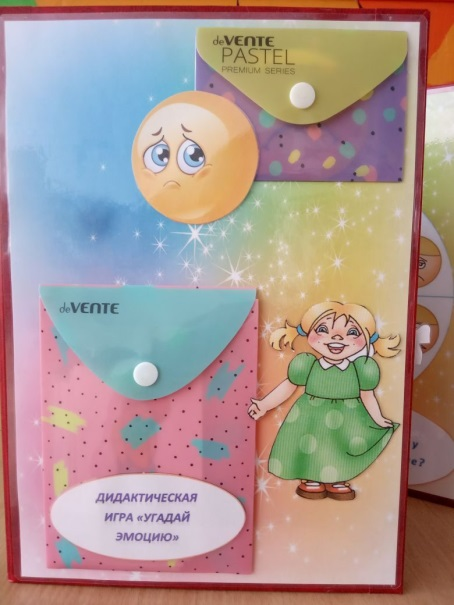 deVENTE
PASTEL
PREMIUM SERIES
deVENTE
ДИДАКТИЧЕСКАЯ
ИГРА «УГАДАЙ
ЭМОЦИЮ»